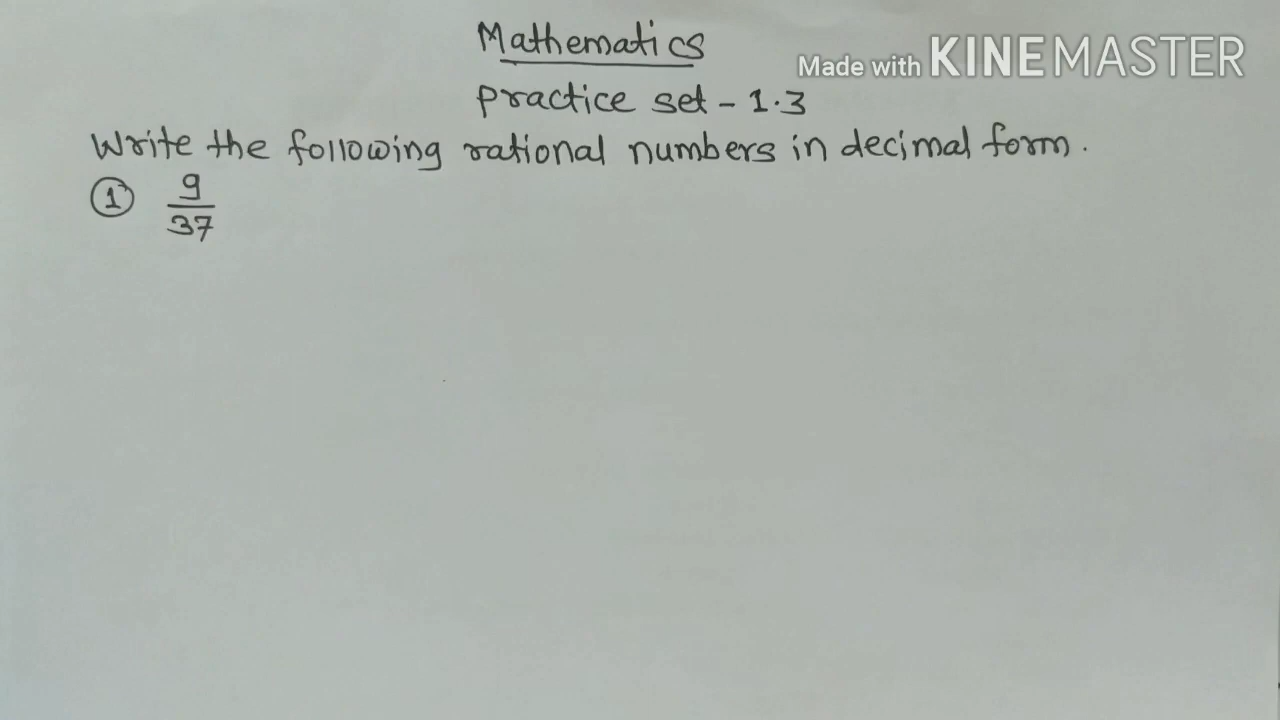 Mathematics
Made with KINEMASTER
practice set - 1.3
Write the following rational numbers in decimal form.
① 9/37